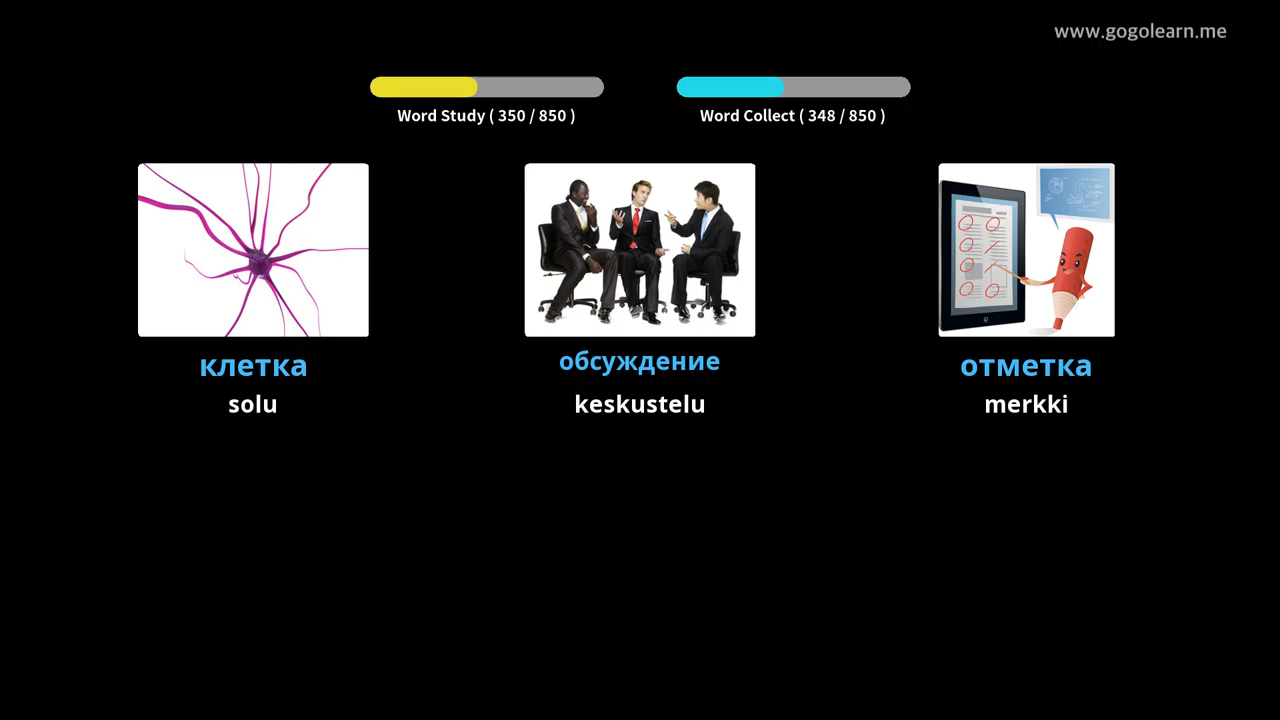 www.gogolearn.me
Word Study ( 350 / 850 )
Word Collect ( 348 / 850 )
клетка
обсуждение
отметка
solu
keskustelu
merkki